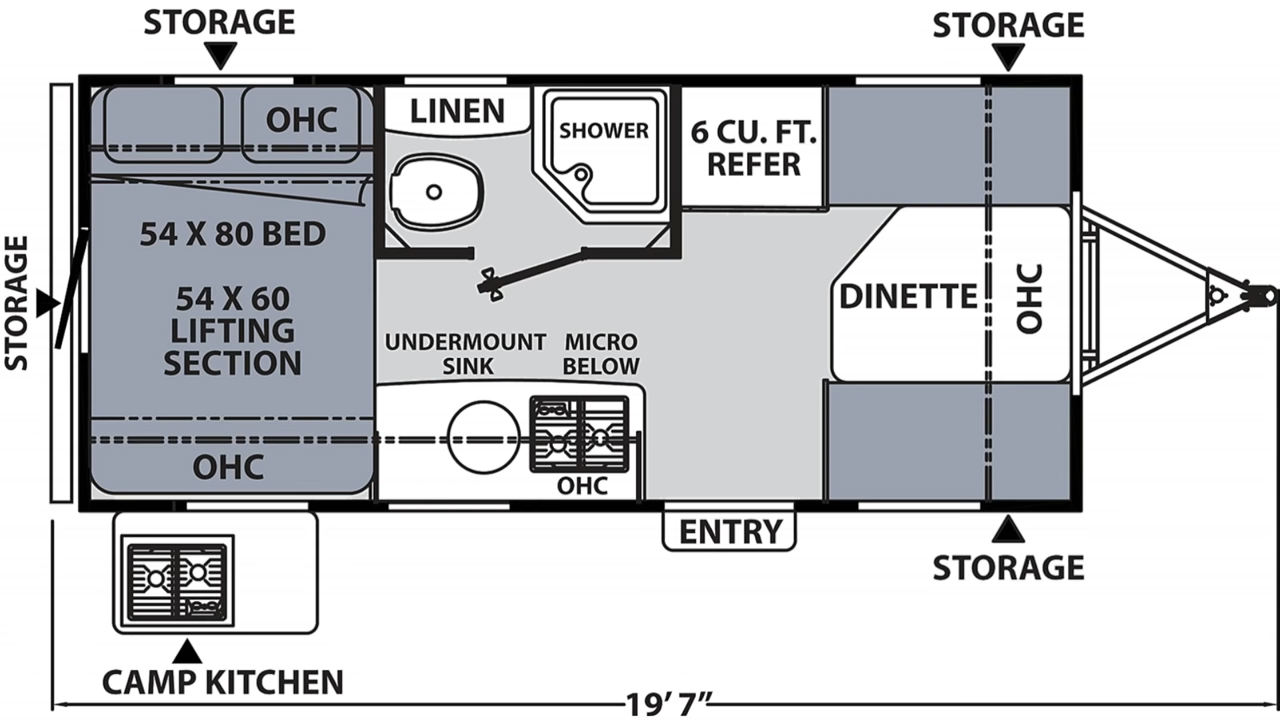 STORAGE
STORAGE
OHC
LINEN
SHOWER
6 CU. FT.
REFER
54 X 80 BED
54 X 60
LIFTING
SECTION
STORAGE
DINETTE
OHC
UNDERMOUNT
SINK
MICRO
BELOW
OHC
OHC
ENTRY
STORAGE
CAMP KITCHEN
19’ 7”